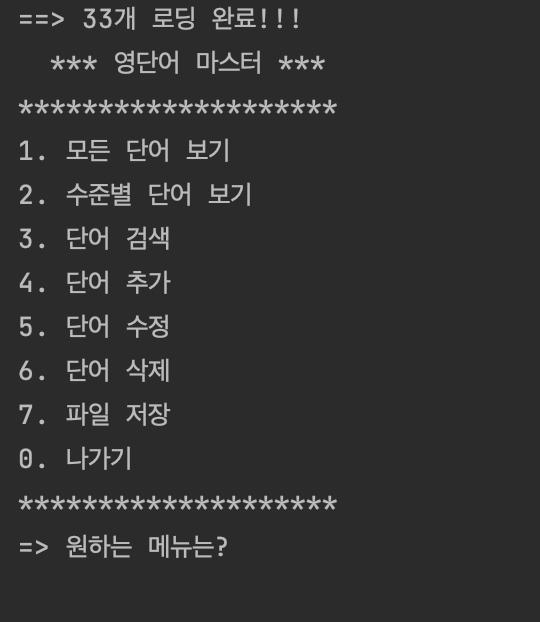 ==> 33개 로딩 완료!!!
*** 영단어 마스터 ***
********************
1. 모든 단어 보기
2. 수준별 단어 보기
3. 단어 검색
4. 단어 추가
5. 단어 수정
6. 단어 삭제
7. 파일 저장
0. 나가기
********************
=> 원하는 메뉴는?